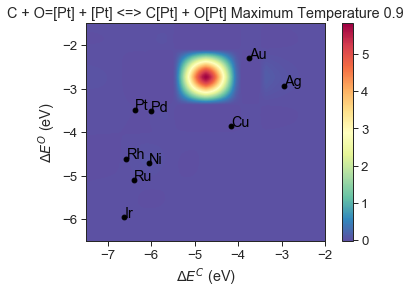 C + O=[Pt] + [Pt] <=> C[Pt] + O[Pt] Maximum Temperature 0.9
−2
−3
−4
−5
−6
ΔE^O (eV)
Au
Ag
Pt
Pd
Cu
Rh
Ni
Ru
Ir
−7
−6
−5
−4
−3
−2
ΔE^C (eV)
5
4
3
2
1
0